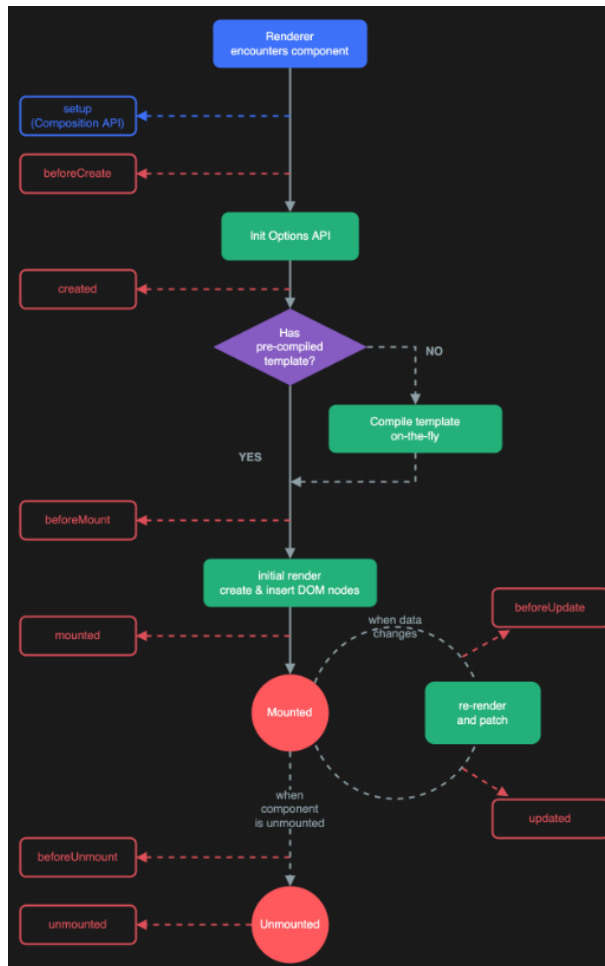 Renderer
encounters component
setup
(Composition API)
beforeCreate
Init Options API
created
Has
pre-compiled
template?
NO
Compile template
on-the-fly
YES
beforeMount
initial render
create & insert DOM nodes
mounted
when data
changes
beforeUpdate
Mounted
re-render
and patch
when
component
is unmounted
updated
beforeUnmount
unmounted
Unmounted